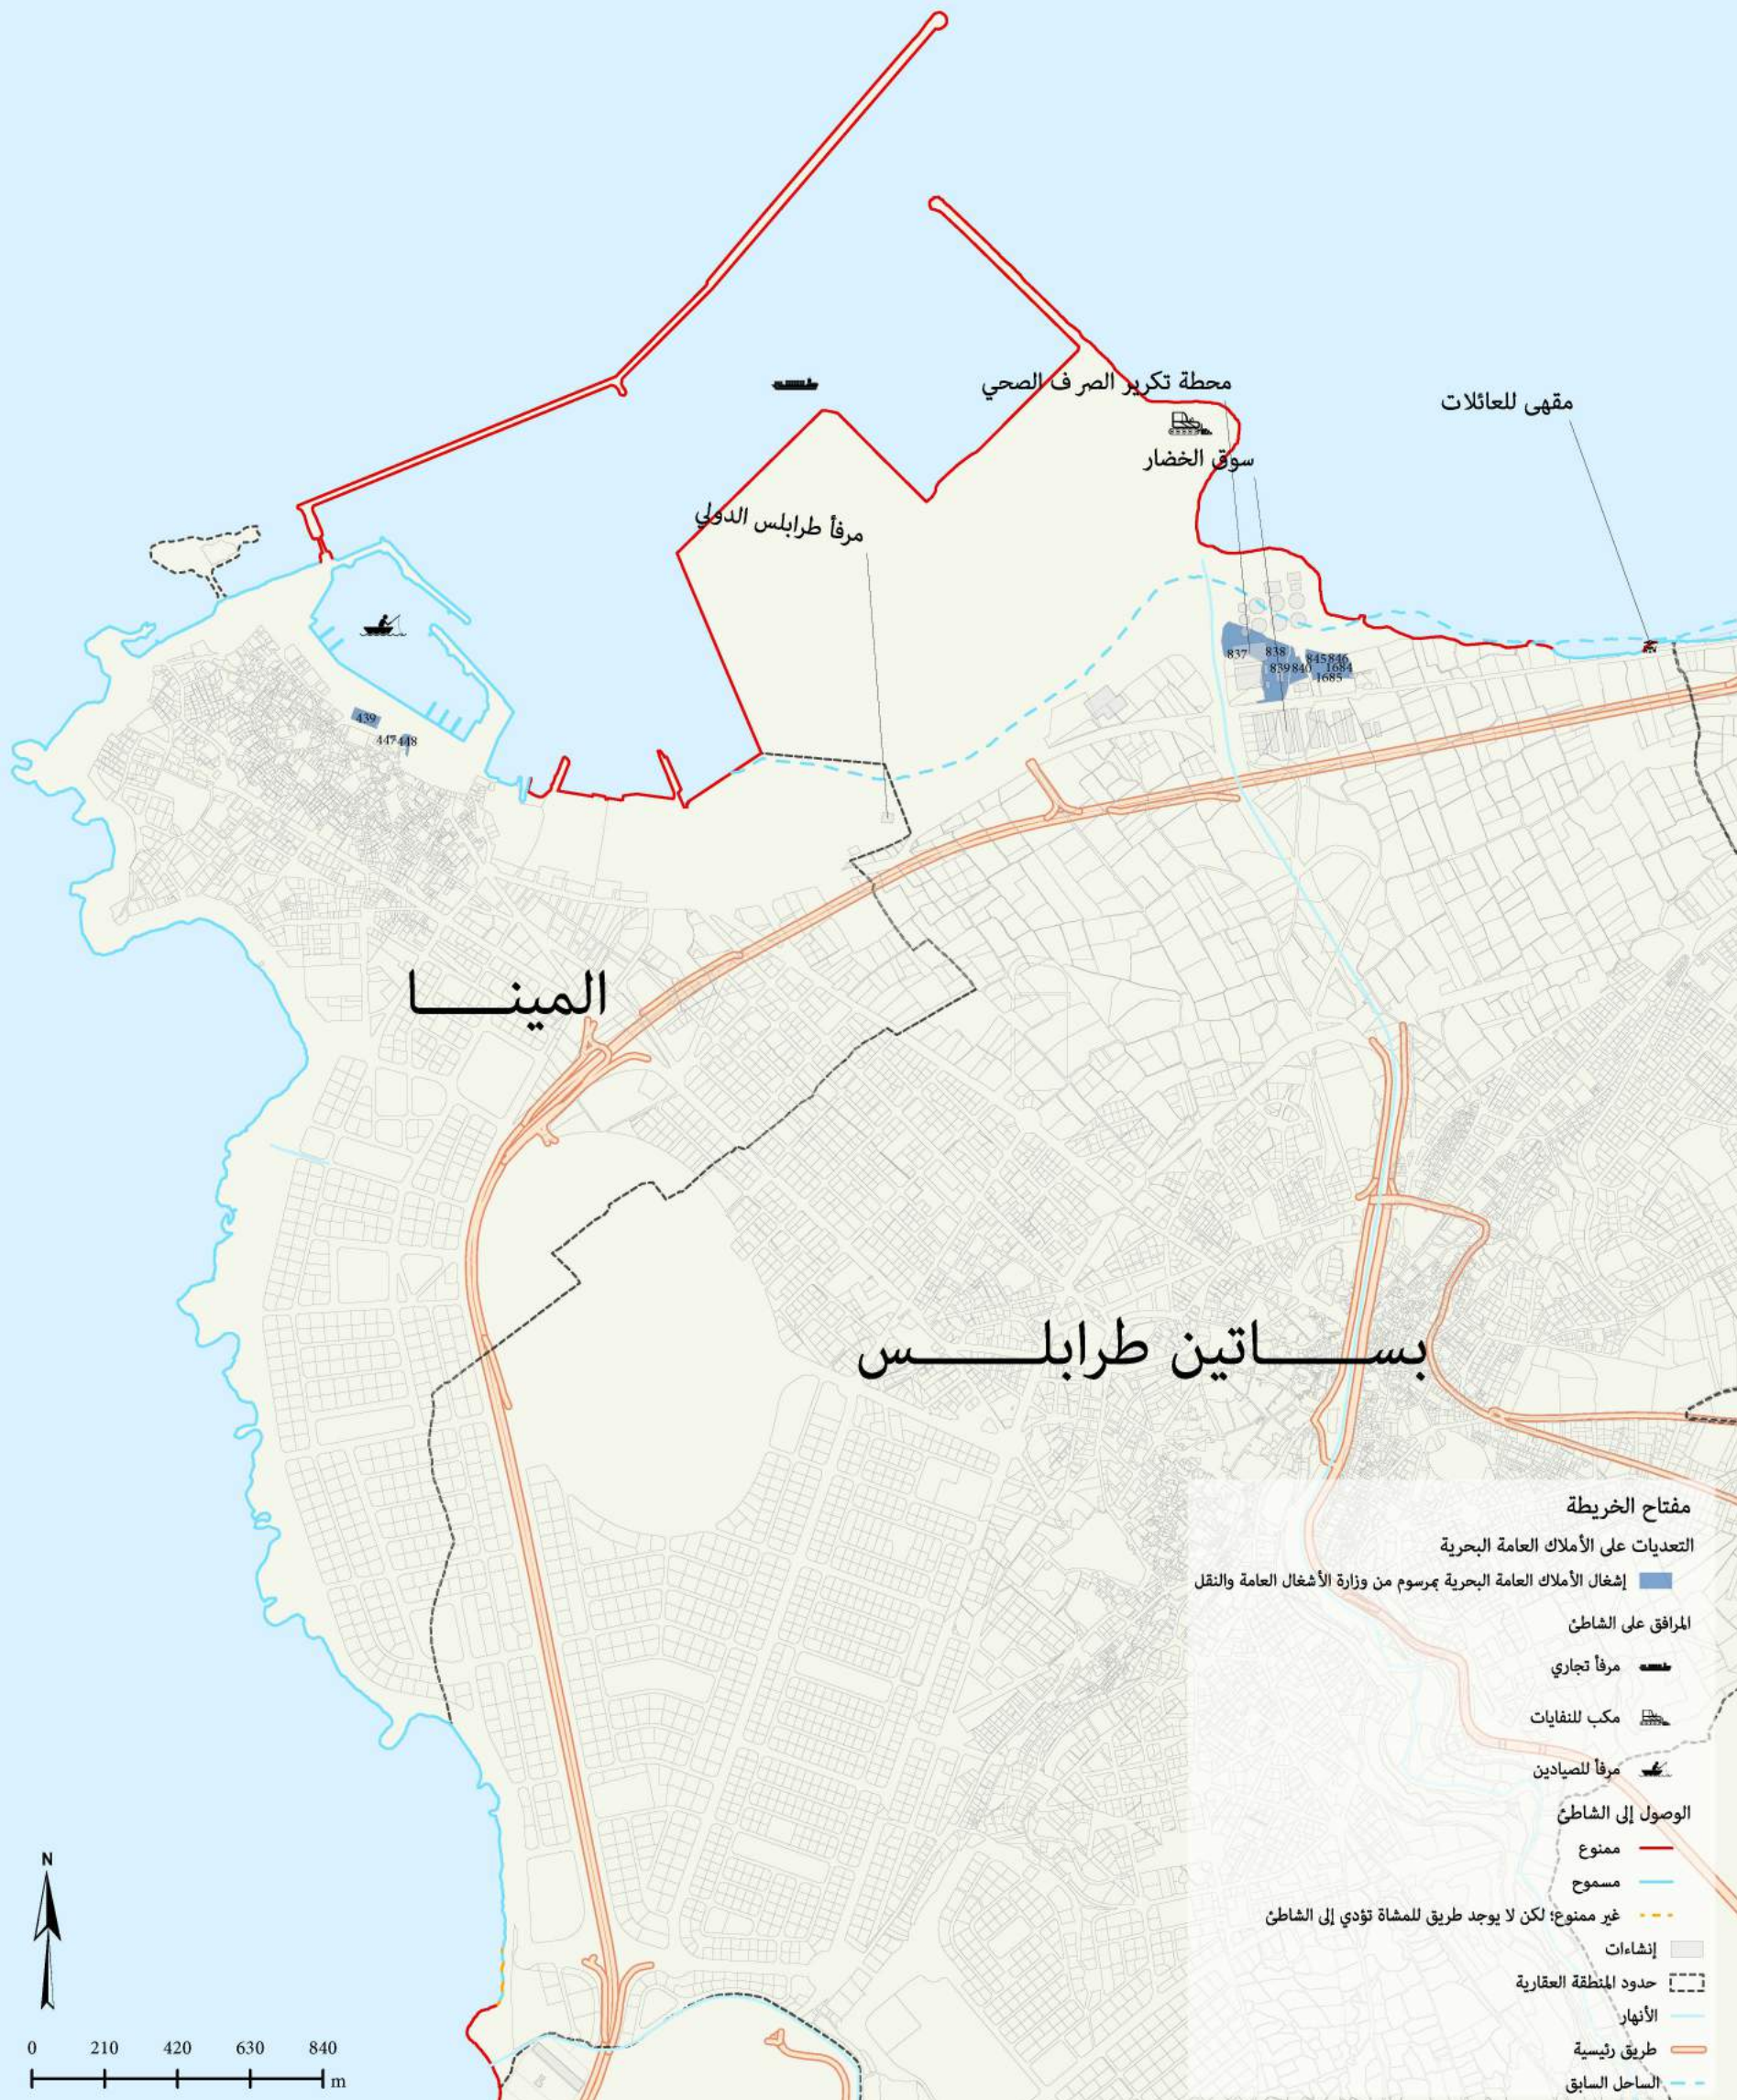 محطة تكرير الصرف الصحي
مقهى للعائلات
سوق الخضار
مرفأ طرابلس الدولي
837
838
839
840
845
846
1684
1685
439
447
448
المينــــا
بســــاتين طرابلــــس
مفتاح الخريطة
التعديات على الأملاك العامة البحرية
إشغال الأملاك العامة البحرية بمرسوم من وزارة الأشغال العامة والنقل
المرافق على الشاطئ
مرفأ تجاري
مكب للنفايات
مرفأ للصيادين
الوصول إلى الشاطئ
ممنوع
مسموح
غير ممنوع؛ لكن لا يوجد طريق للمشاة تؤدي إلى الشاطئ
إنشاءات
حدود المنطقة العقارية
الأنهار
طريق رئيسية
الساحل السابق
N
0 210 420 630 840 m